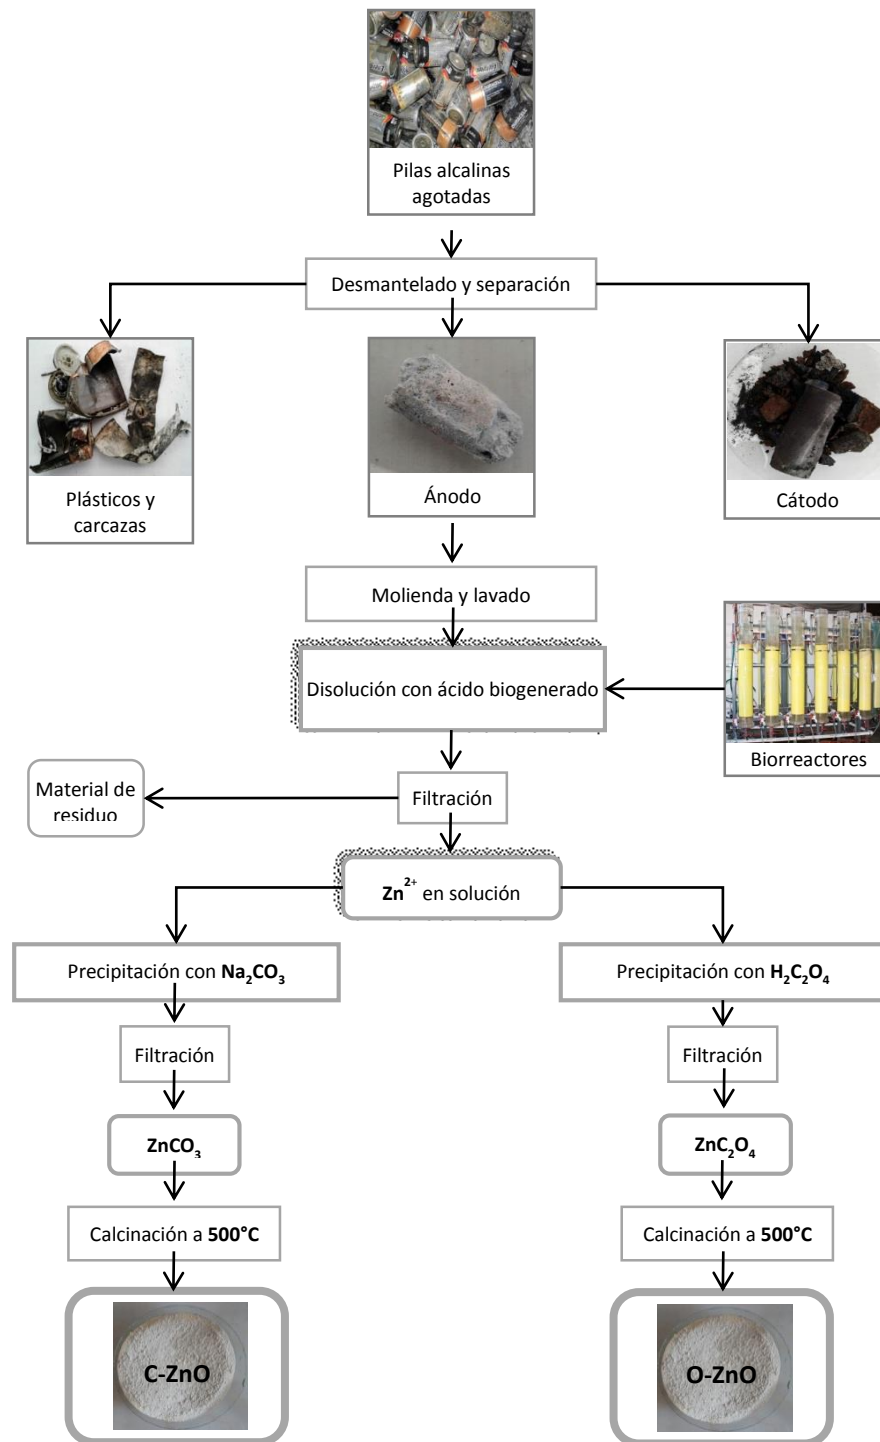 Pilas alcalinas
agotadas
Desmantelado y separación
Plásticos y
carcazas
Ánodo
Cátodo
Molienda y lavado
Disolución con ácido biogenerado
Biorreactores
Material de
residuo
Filtración
Zn²⁺ en solución
Precipitación con Na₂CO₃
Precipitación con H₂C₂O₄
Filtración
Filtración
ZnCO₃
ZnC₂O₄
Calcinación a 500°C
Calcinación a 500°C
C-ZnO
O-ZnO